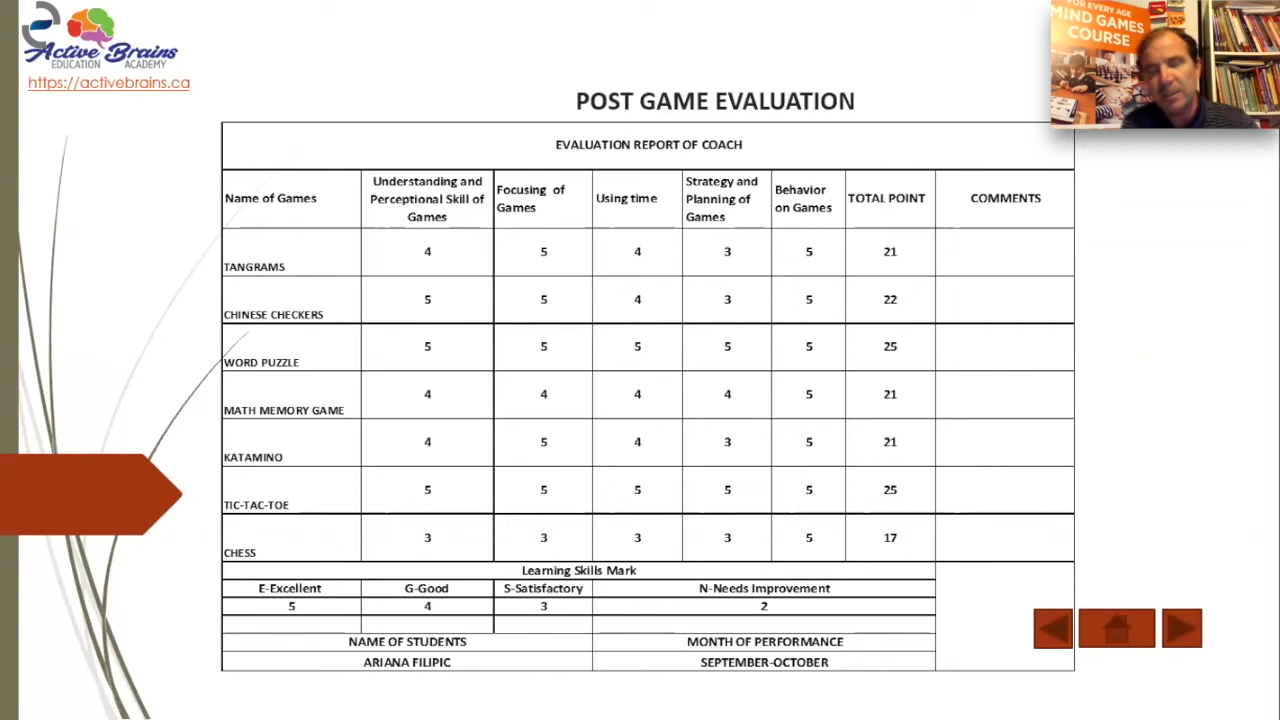 Active Brains
EDUCATION ACADEMY
https://activebrains.ca
FOR EVERY AGE
MIND GAMES
COURSE
POST GAME EVALUATION
EVALUATION REPORT OF COACH
Name of Games | Understanding and Perceptional Skill of Games | Focusing of Games | Using time | Strategy and Planning of Games | Behavior on Games | TOTAL POINT | COMMENTS
TANGRAMS 4 5 4 3 5 21
CHINESE CHECKERS 5 5 4 3 5 22
WORD PUZZLE 5 5 5 5 5 25
MATH MEMORY GAME 4 4 4 4 5 21
KATAMINO 4 5 4 3 5 21
TIC-TAC-TOE 5 5 5 5 5 25
CHESS 3 3 3 3 5 17
Learning Skills Mark
E-Excellent G-Good S-Satisfactory N-Needs Improvement
5 4 3 2
NAME OF STUDENTS MONTH OF PERFORMANCE
ARIANA FILIPIC SEPTEMBER-OCTOBER